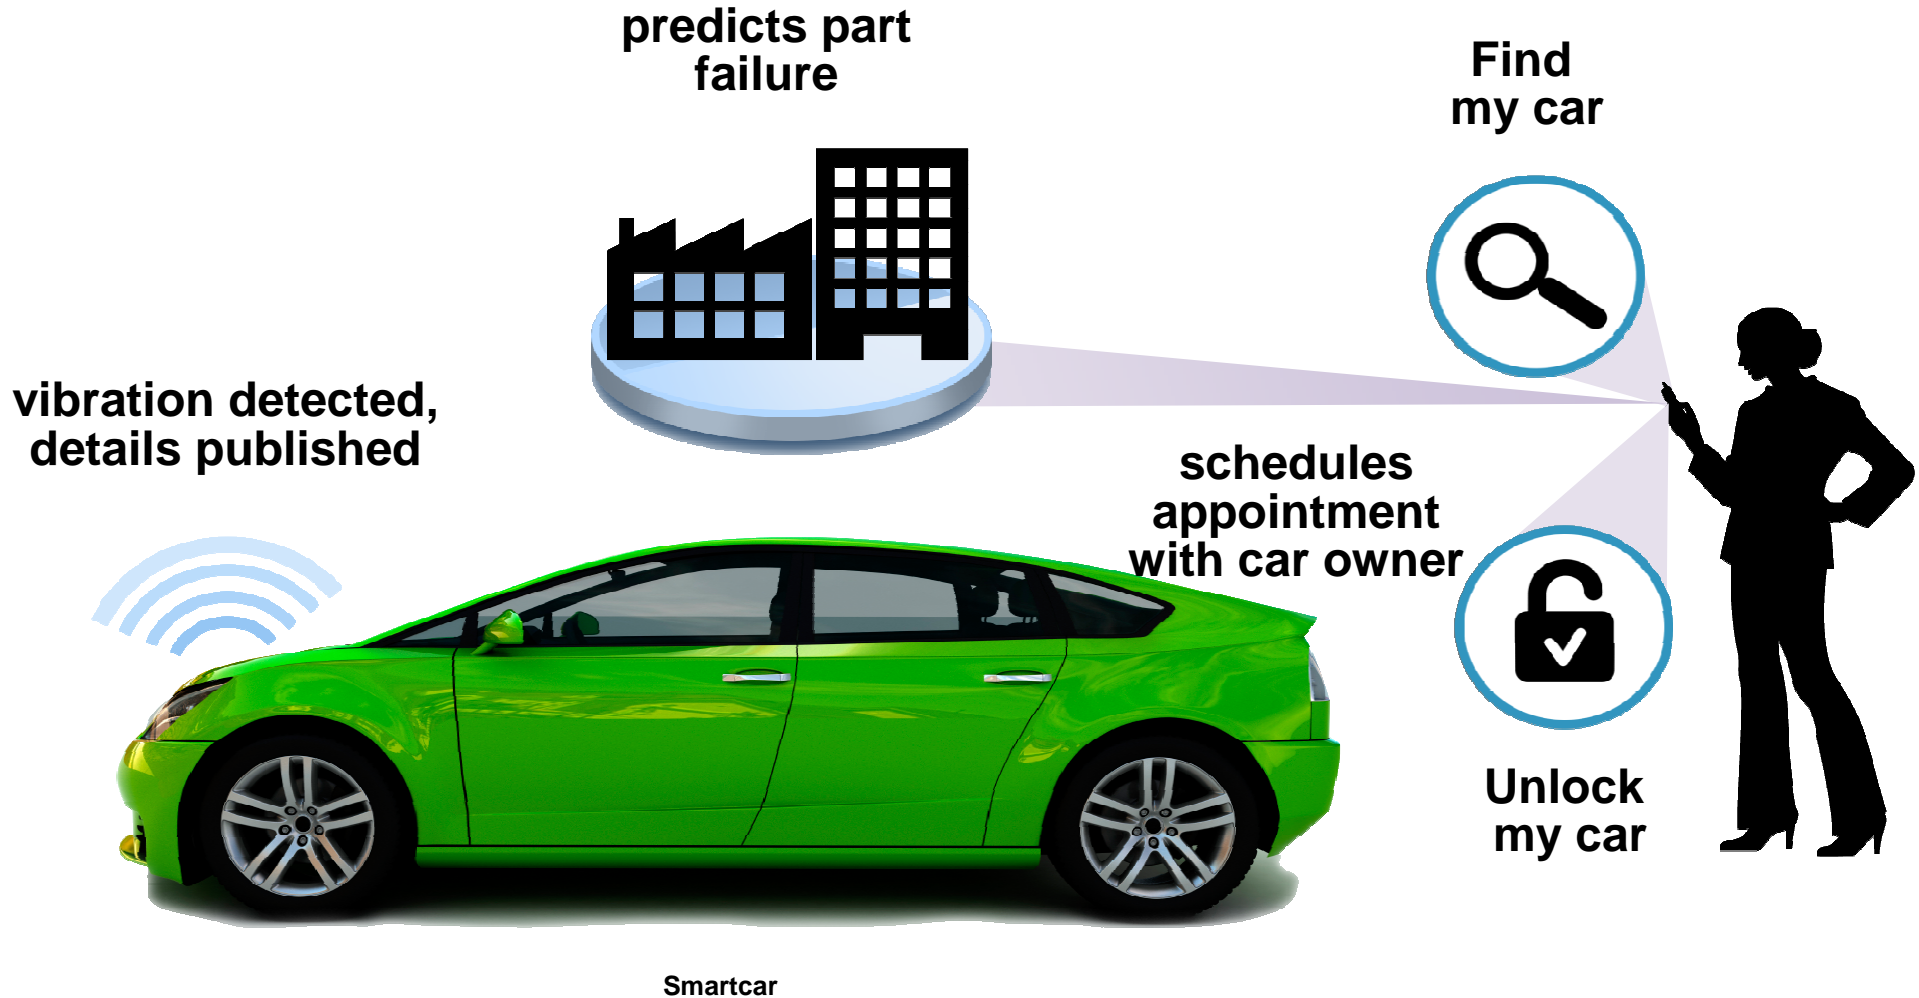 predicts part
failure
Find
my car
vibration detected,
details published
schedules
appointment
with car owner
Unlock
my car
Smartcar